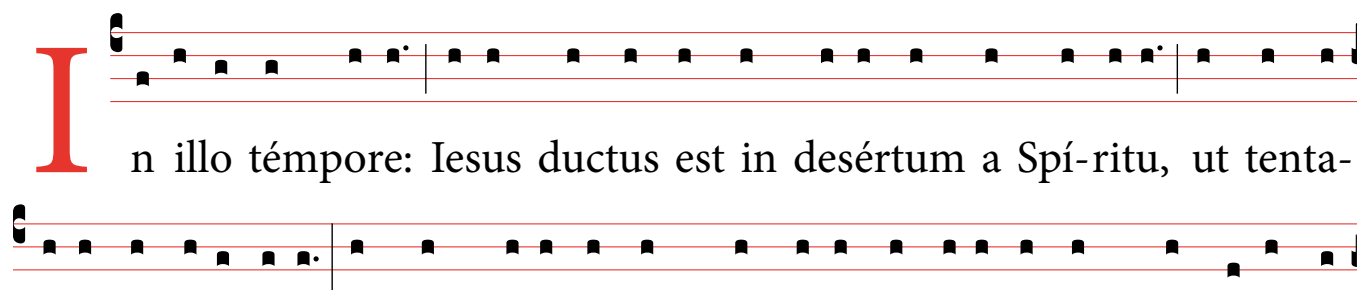 In illo témpore: Iesus ductus est in desértum a Spí-ritu, ut tenta-